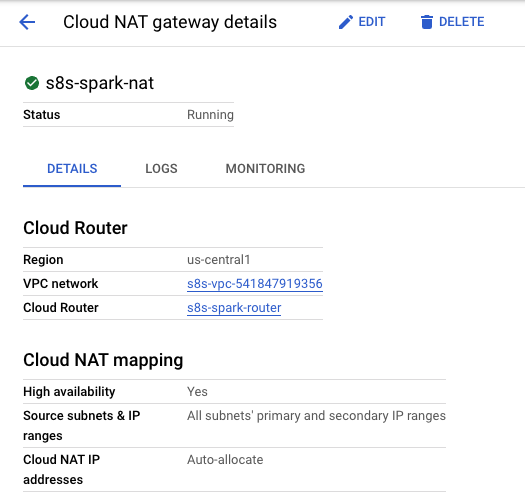 Cloud NAT gateway details EDIT DELETE
s8s-spark-nat
Status Running
DETAILS LOGS MONITORING
Cloud Router
Region us-central1
VPC network s8s-vpc-541847919356
Cloud Router s8s-spark-router
Cloud NAT mapping
High availability Yes
Source subnets & IP All subnets' primary and secondary IP ranges
ranges
Cloud NAT IP Auto-allocate
addresses